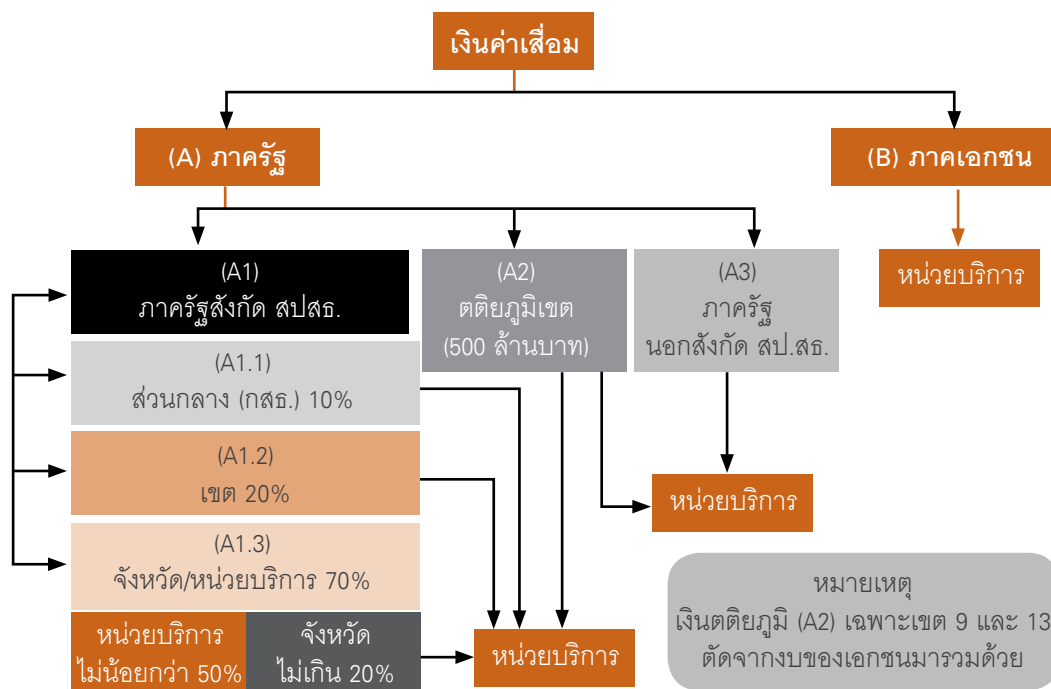 เงินค่าเสื่อม
(A) ภาครัฐ
(B) ภาคเอกชน
(A1)
ภาครัฐสังกัด สปสธ.
(A2)
ตติยภูมิเขต
(500 ล้านบาท)
(A3)
ภาครัฐ
นอกสังกัด สป.สธ.
หน่วยบริการ
(A1.1)
ส่วนกลาง (กสธ.) 10%
(A1.2)
เขต 20%
หน่วยบริการ
(A1.3)
จังหวัด/หน่วยบริการ 70%
หน่วยบริการ
ไม่น้อยกว่า 50%
จังหวัด
ไม่เกิน 20%
หน่วยบริการ
หมายเหตุ
เงินตติยภูมิ (A2) เฉพาะเขต 9 และ 13
ตัดจากงบของเอกชนมารวมด้วย